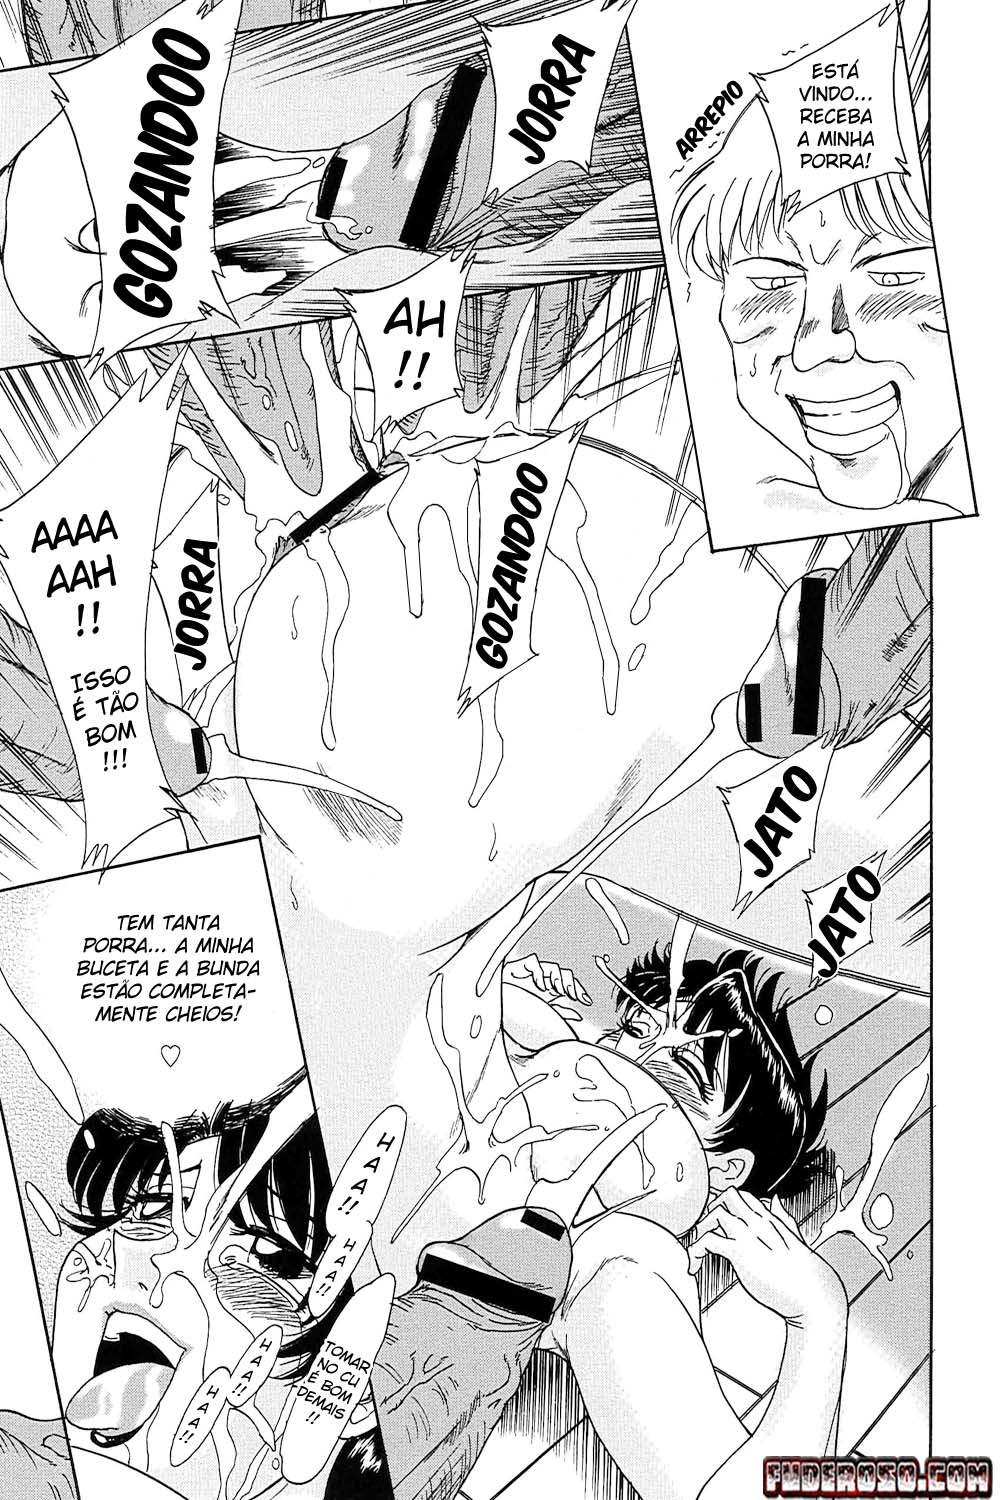 ESTÁ
VINDO...
RECEBA
A MINHA
PORRA!
ARREPIO
JORRA
GOZANDOO
AH
!!
GOZANDOO
JORRA
AAAA
AAH
!!
ISSO
É TÃO
BOM
!!!
JATO
JATO
TEM TANTA
PORRA... A MINHA
BUCETA E A BUNDA
ESTÃO COMPLETA-
MENTE CHEIOS!
♡
HAA!!
HAA!!
HAA!!
HAA!!
TOMAR
NO CU
É BOM
DEMAIS
!!
FUDEROSO.COM